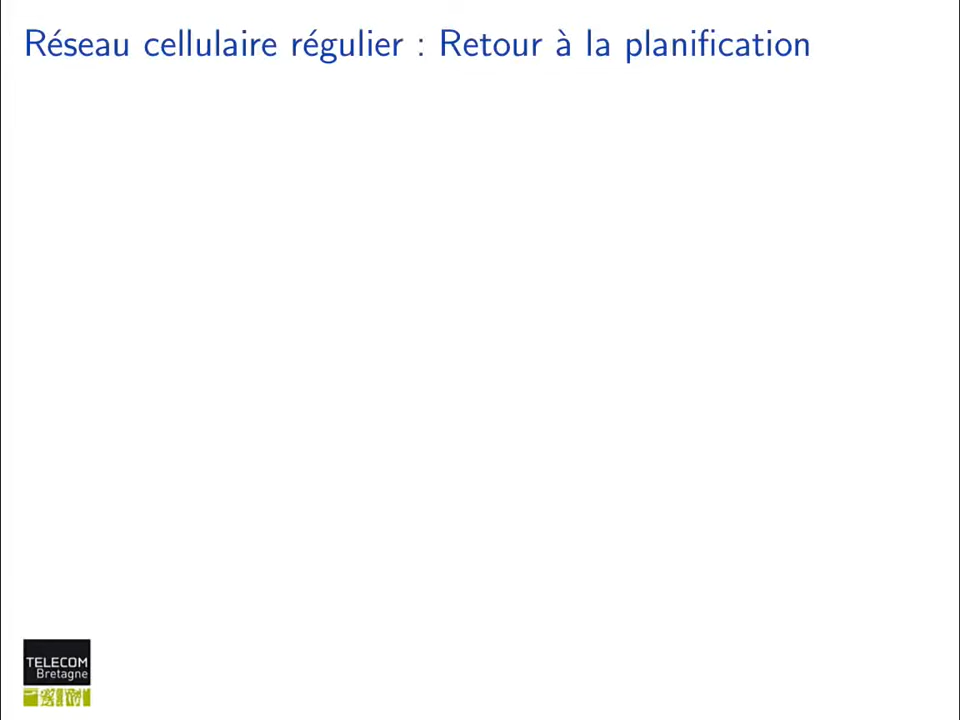 Réseau cellulaire régulier : Retour à la planification
TELECOM
Bretagne